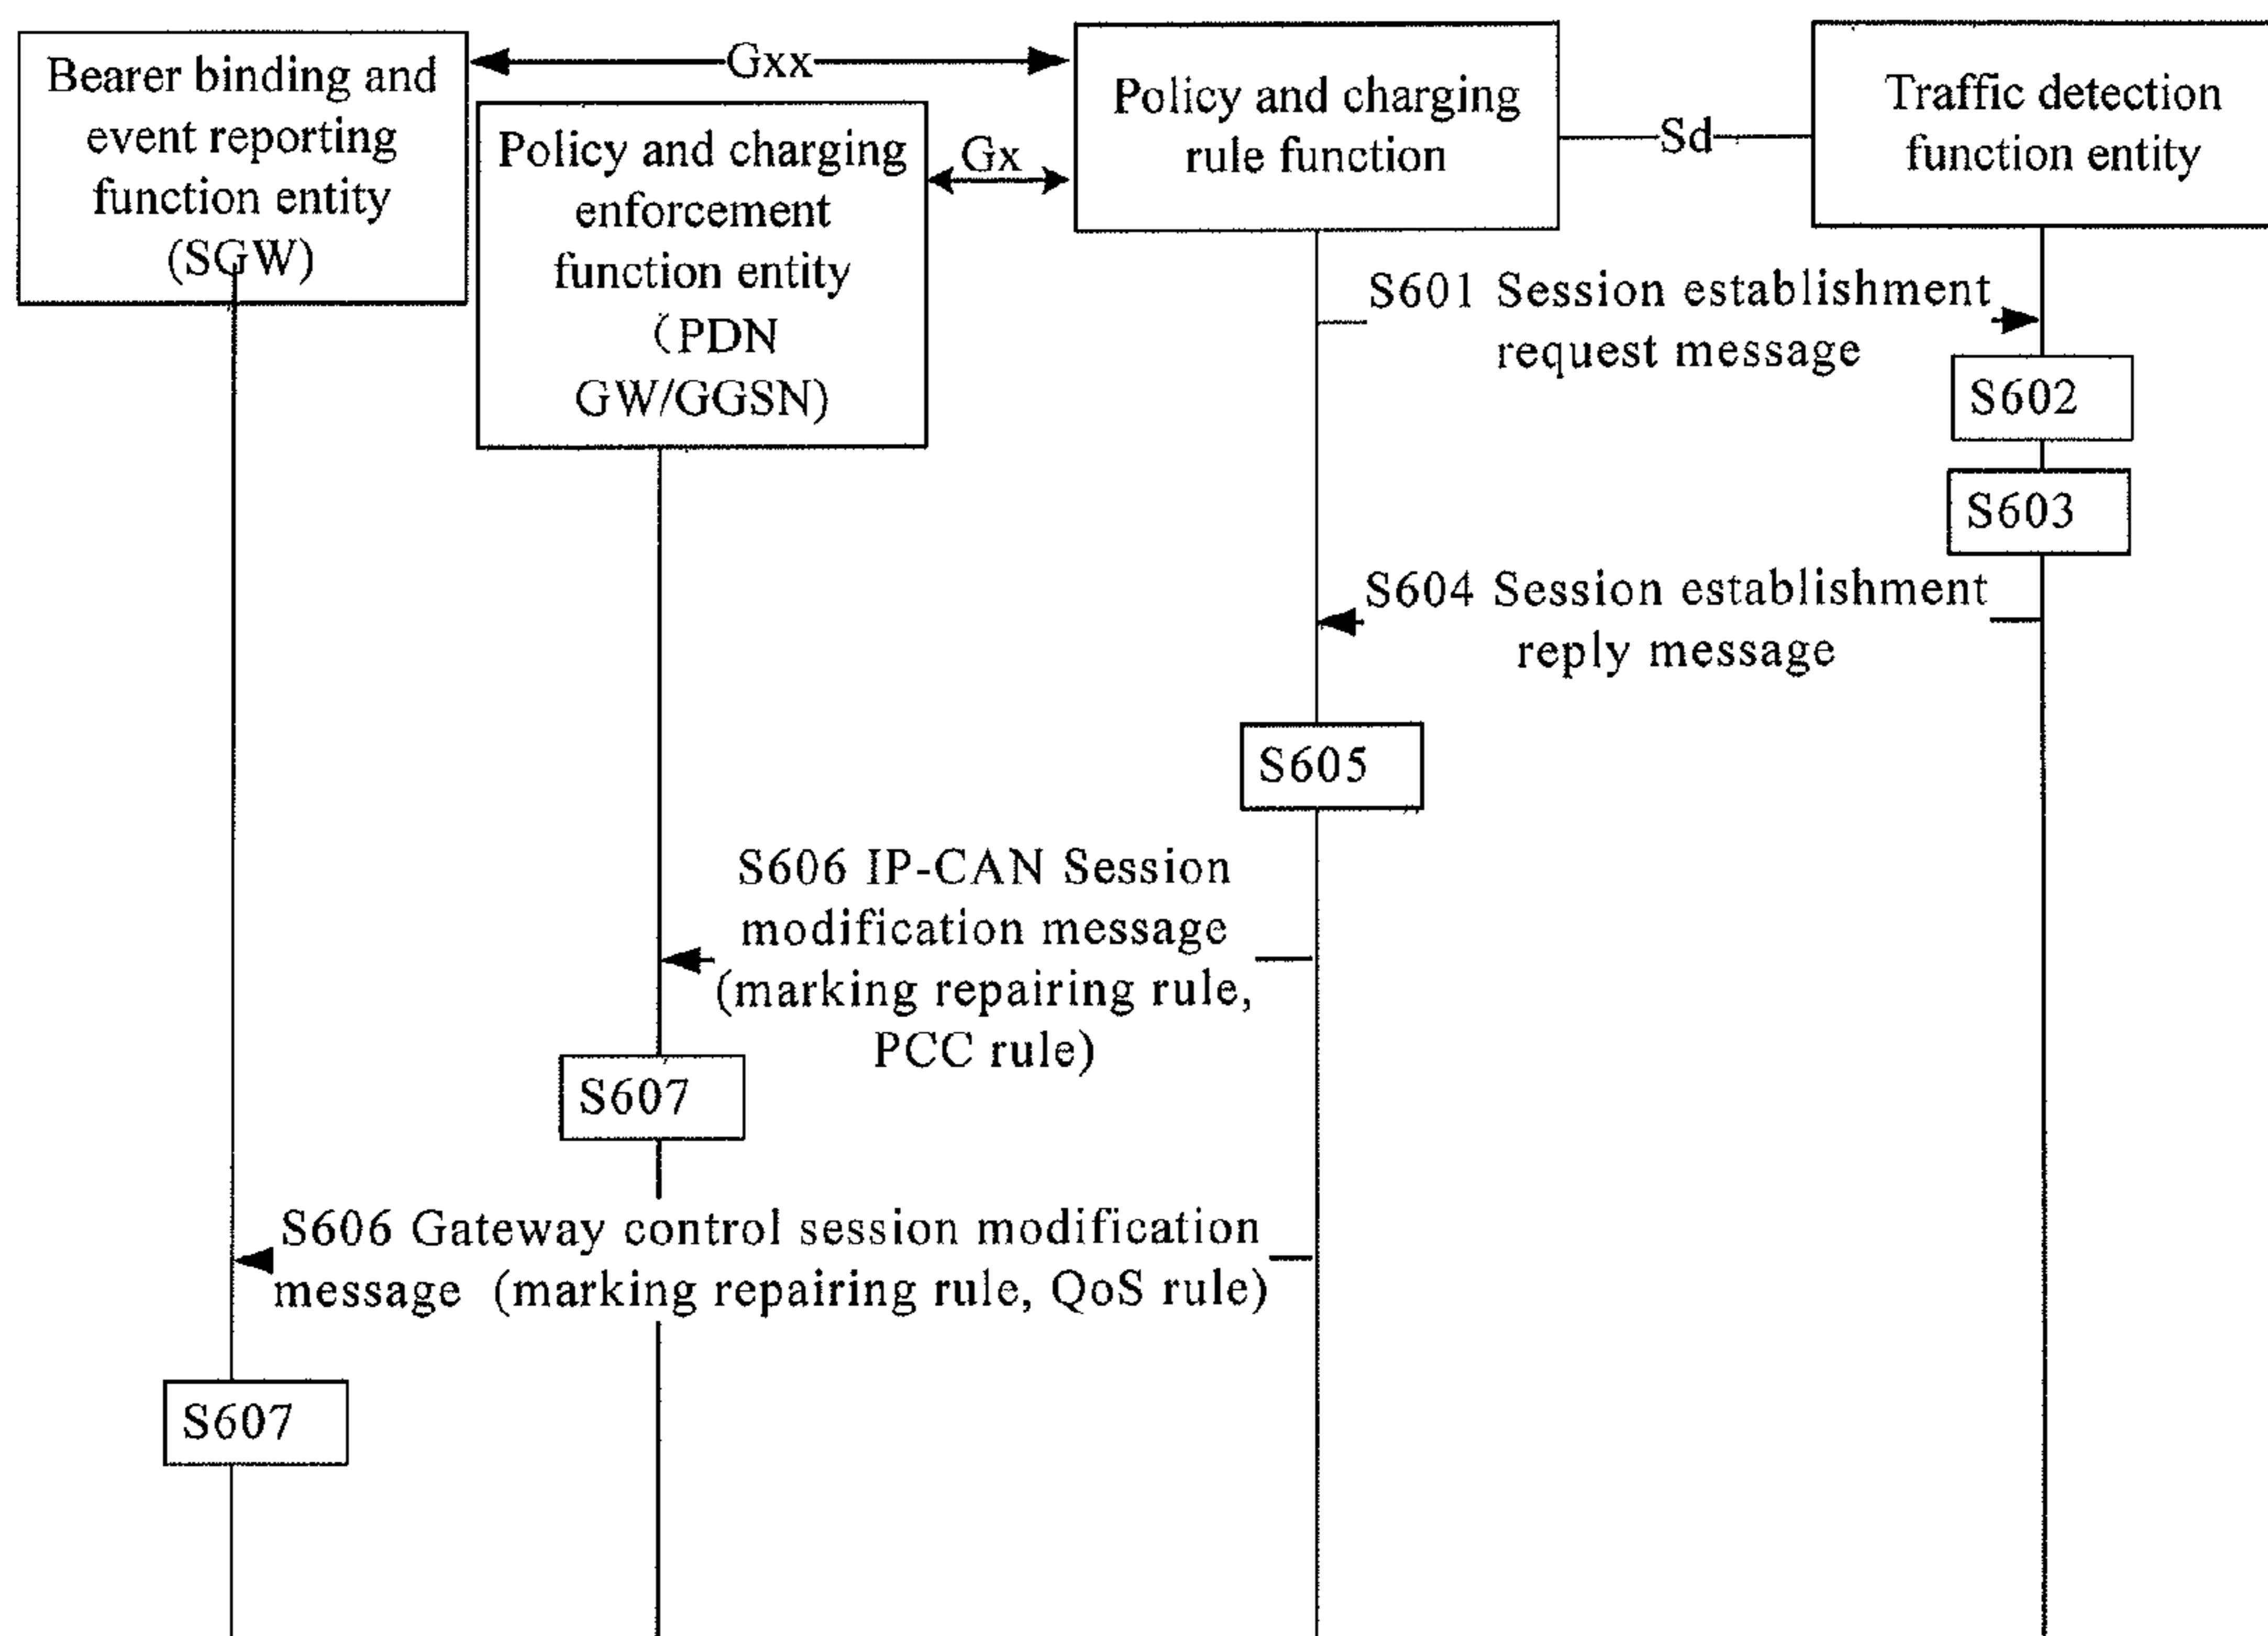 Bearer binding and
event reporting
function entity
(SGW)
Gxx
Policy and charging
enforcement
function entity
(PDN
GW/GGSN)
Gx
Policy and charging
rule function
Sd
Traffic detection
function entity
S601 Session establishment
request message
S602
S603
S604 Session establishment
reply message
S605
S606 IP-CAN Session
modification message
(marking repairing rule,
PCC rule)
S607
S606 Gateway control session modification
message (marking repairing rule, QoS rule)
S607